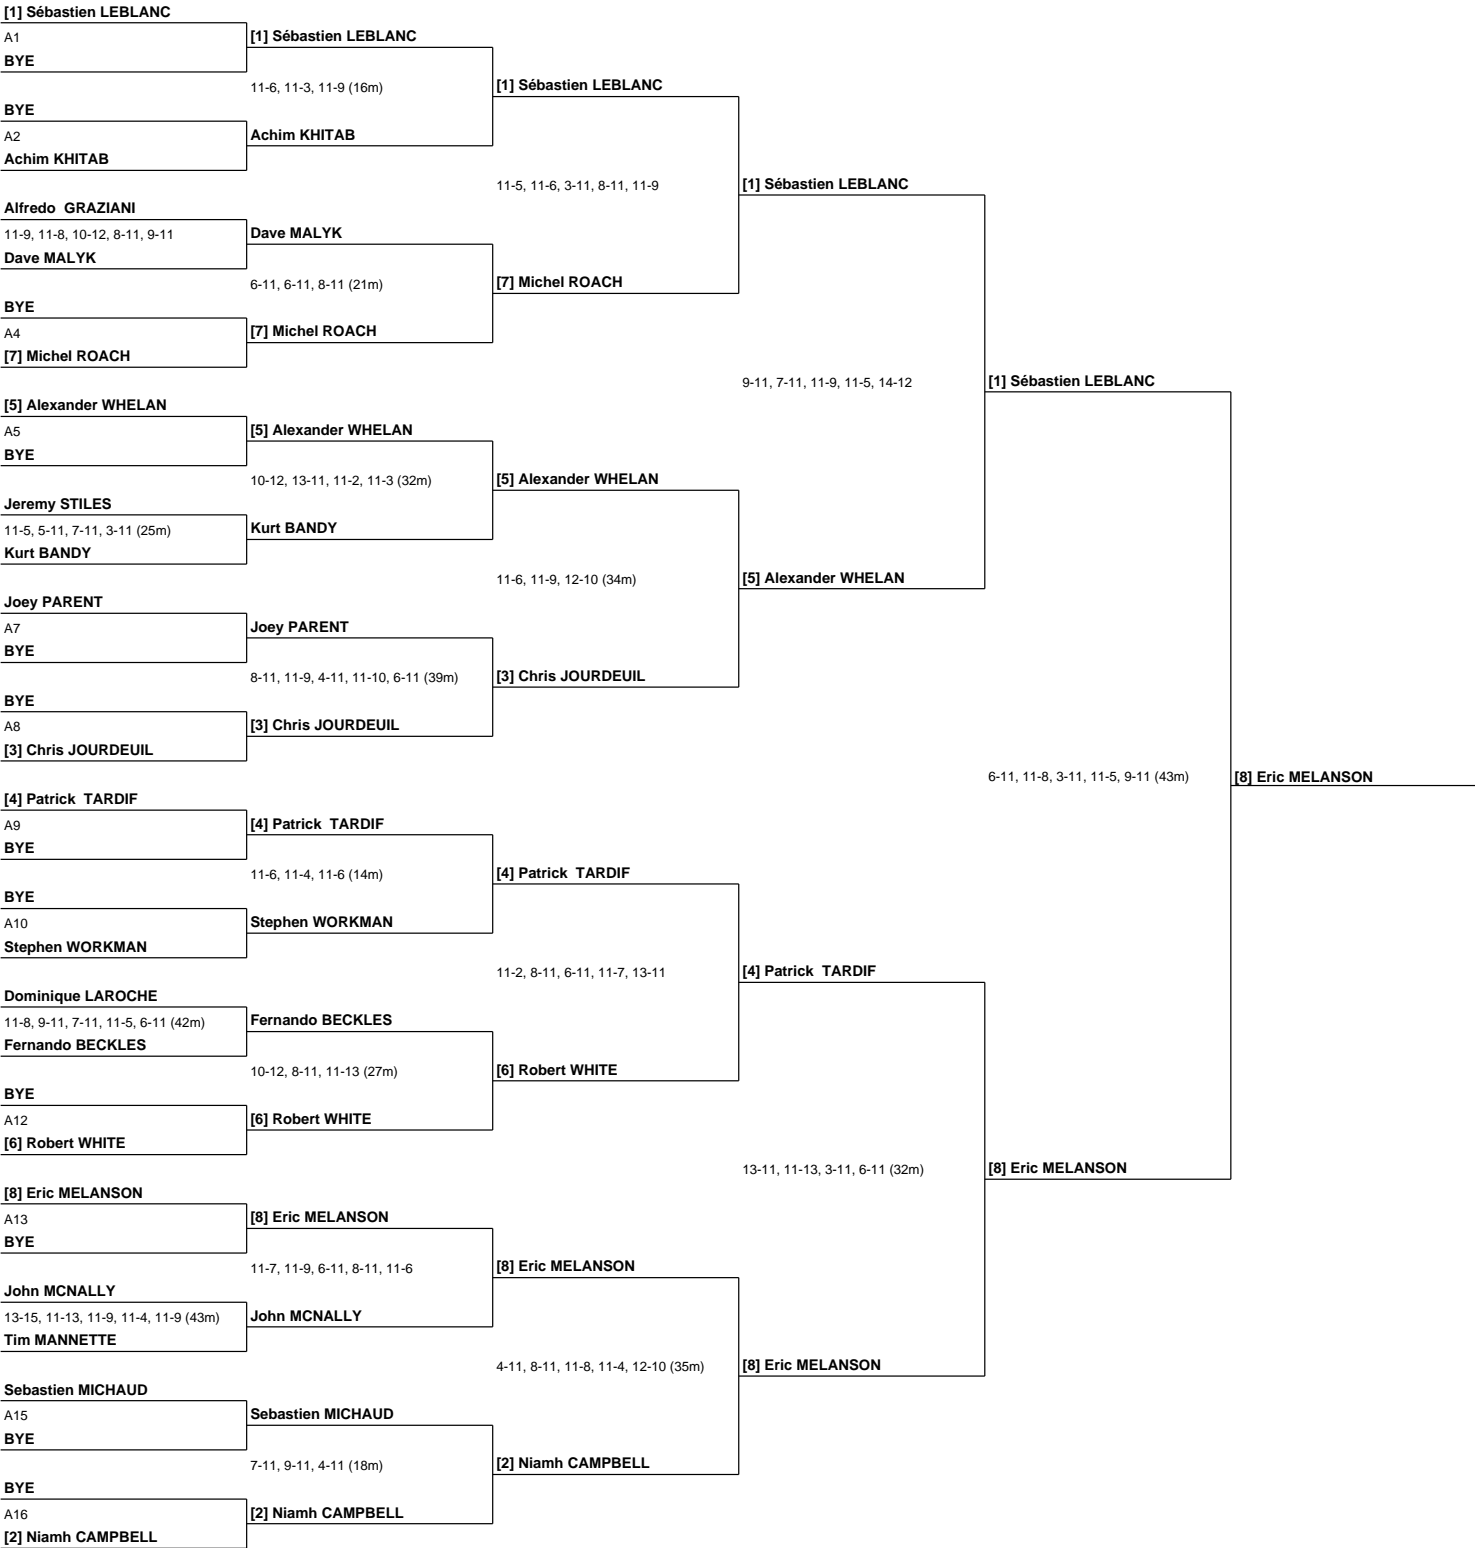 [1] Sébastien LEBLANC
A1
[1] Sébastien LEBLANC
BYE
11-6, 11-3, 11-9 (16m)
[1] Sébastien LEBLANC
BYE
A2
Achim KHITAB
Achim KHITAB
11-5, 11-6, 3-11, 8-11, 11-9
[1] Sébastien LEBLANC
Alfredo  GRAZIANI
11-9, 11-8, 10-12, 8-11, 9-11
Dave MALYK
Dave MALYK
6-11, 6-11, 8-11 (21m)
[7] Michel ROACH
BYE
A4
[7] Michel ROACH
[7] Michel ROACH
9-11, 7-11, 11-9, 11-5, 14-12
[1] Sébastien LEBLANC
[5] Alexander WHELAN
A5
[5] Alexander WHELAN
BYE
10-12, 13-11, 11-2, 11-3 (32m)
[5] Alexander WHELAN
Jeremy STILES
11-5, 5-11, 7-11, 3-11 (25m)
Kurt BANDY
Kurt BANDY
11-6, 11-9, 12-10 (34m)
[5] Alexander WHELAN
Joey PARENT
A7
Joey PARENT
BYE
8-11, 11-9, 4-11, 11-10, 6-11 (39m)
[3] Chris JOURDEUIL
BYE
A8
[3] Chris JOURDEUIL
[3] Chris JOURDEUIL
6-11, 11-8, 3-11, 11-5, 9-11 (43m)
[8] Eric MELANSON
[4] Patrick  TARDIF
A9
[4] Patrick  TARDIF
BYE
11-6, 11-4, 11-6 (14m)
[4] Patrick  TARDIF
BYE
A10
Stephen WORKMAN
Stephen WORKMAN
11-2, 8-11, 6-11, 11-7, 13-11
[4] Patrick  TARDIF
Dominique LAROCHE
11-8, 9-11, 7-11, 11-5, 6-11 (42m)
Fernando BECKLES
Fernando BECKLES
10-12, 8-11, 11-13 (27m)
[6] Robert WHITE
BYE
A12
[6] Robert WHITE
[6] Robert WHITE
13-11, 11-13, 3-11, 6-11 (32m)
[8] Eric MELANSON
[8] Eric MELANSON
A13
[8] Eric MELANSON
BYE
11-7, 11-9, 6-11, 8-11, 11-6
[8] Eric MELANSON
John MCNALLY
13-15, 11-13, 11-9, 11-4, 11-9 (43m)
John MCNALLY
Tim MANNETTE
4-11, 8-11, 11-8, 11-4, 12-10 (35m)
[8] Eric MELANSON
Sebastien MICHAUD
A15
Sebastien MICHAUD
BYE
7-11, 9-11, 4-11 (18m)
[2] Niamh CAMPBELL
BYE
A16
[2] Niamh CAMPBELL
[2] Niamh CAMPBELL